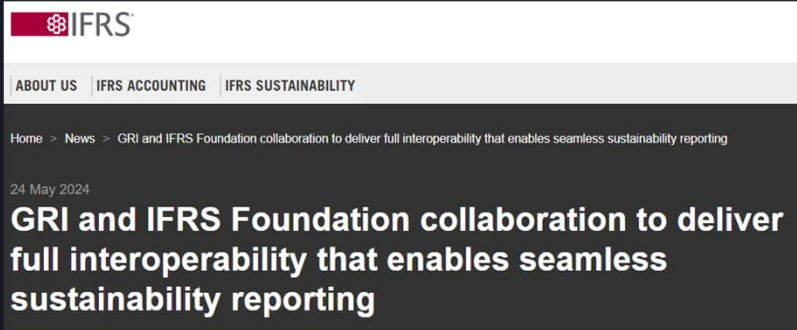 IFRS
ABOUT US IFRS ACCOUNTING IFRS SUSTAINABILITY
Home > News > GRI and IFRS Foundation collaboration to deliver full interoperability that enables seamless sustainability reporting
24 May 2024
GRI and IFRS Foundation collaboration to deliver
full interoperability that enables seamless
sustainability reporting